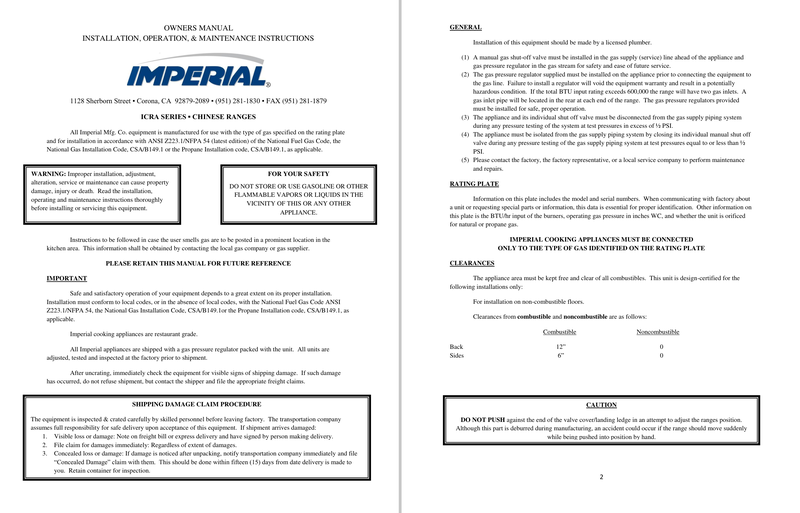 OWNERS MANUAL
INSTALLATION, OPERATION, & MAINTENANCE INSTRUCTIONS
IMPERIAL®
1128 Sherborn Street • Corona, CA 92879-2089 • (951) 281-1830 • FAX (951) 281-1879
ICRA SERIES • CHINESE RANGES
All Imperial Mfg. Co. equipment is manufactured for use with the type of gas specified on the rating plate
and for installation in accordance with ANSI Z223.1/NFPA 54 (latest edition) of the National Fuel Gas Code, the
National Gas Installation Code, CSA/B149.1 or the Propane Installation code, CSA/B149.1, as applicable.
WARNING: Improper installation, adjustment,
alteration, service or maintenance can cause property
damage, injury or death. Read the installation,
operating and maintenance instructions thoroughly
before installing or servicing this equipment.
FOR YOUR SAFETY
DO NOT STORE OR USE GASOLINE OR OTHER
FLAMMABLE VAPORS OR LIQUIDS IN THE
VICINITY OF THIS OR ANY OTHER
APPLIANCE.
Instructions to be followed in case the user smells gas are to be posted in a prominent location in the
kitchen area. This information shall be obtained by contacting the local gas company or gas supplier.
PLEASE RETAIN THIS MANUAL FOR FUTURE REFERENCE
IMPORTANT
Safe and satisfactory operation of your equipment depends to a great extent on its proper installation.
Installation must conform to local codes, or in the absence of local codes, with the National Fuel Gas Code ANSI
Z223.1/NFPA 54, the National Gas Installation Code, CSA/B149.1or the Propane installation code, CSA/B149.1, as
applicable.
Imperial cooking appliances are restaurant grade.
All Imperial appliances are shipped with a gas pressure regulator packed with the unit. All units are
adjusted, tested and inspected at the factory prior to shipment.
After uncrating, immediately check the equipment for visible signs of shipping damage. If such damage
has occurred, do not refuse shipment, but contact the shipper and file the appropriate freight claims.
SHIPPING DAMAGE CLAIM PROCEDURE
The equipment is inspected & crated carefully by skilled personnel before leaving factory. The transportation company
assumes full responsibility for safe delivery upon acceptance of this equipment. If shipment arrives damaged:
1. Visible loss or damage: Note on freight bill or express delivery and have signed by person making delivery.
2. File claim for damages immediately: Regardless of extent of damages.
3. Concealed loss or damage: If damage is noticed after unpacking, notify transportation company immediately and file
"Concealed Damage" claim with them. This should be done within fifteen (15) days from date delivery is made to
you. Retain container for inspection.
GENERAL
Installation of this equipment should be made by a licensed plumber.
(1) A manual gas shut-off valve must be installed in the gas supply (service) line ahead of the appliance and
gas pressure regulator in the gas stream for safety and ease of future service.
(2) The gas pressure regulator supplied must be installed on the appliance prior to connecting the equipment to
the gas line. Failure to install a regulator will void the equipment warranty and result in a potentially
hazardous condition. If the total BTU input rating exceeds 600,000 the range will have two gas inlets. A
gas inlet pipe will be located in the rear at each end of the range. The gas pressure regulators provided
must be installed for safe, proper operation.
(3) The appliance and its individual shut off valve must be disconnected from the gas supply piping system
during any pressure testing of the system at test pressures in excess of ½ PSI.
(4) The appliance must be isolated from the gas supply piping system by closing its individual manual shut off
valve during any pressure testing of the gas supply piping system at test pressures equal to or less than ½
PSI.
(5) Please contact the factory, the factory representative, or a local service company to perform maintenance
and repairs.
RATING PLATE
Information on this plate includes the model and serial numbers. When communicating with factory about
a unit or requesting special parts or information, this data is essential for proper identification. Other information on
this plate is the BTU/hr input of the burners, operating gas pressure in inches WC, and whether the unit is orificed
for natural or propane gas.
IMPERIAL COOKING APPLIANCES MUST BE CONNECTED
ONLY TO THE TYPE OF GAS IDENTIFIED ON THE RATING PLATE
CLEARANCES
The appliance area must be kept free and clear of all combustibles. This unit is design-certified for the
following installations only:
For installation on non-combustible floors.
Clearances from combustible and noncombustible are as follows:
Combustible Noncombustible
Back 12" 0
Sides 6" 0
CAUTION
DO NOT PUSH against the end of the valve cover/landing ledge in an attempt to adjust the ranges position.
Although this part is deburred during manufacturing, an accident could occur if the range should move suddenly
while being pushed into position by hand.
2